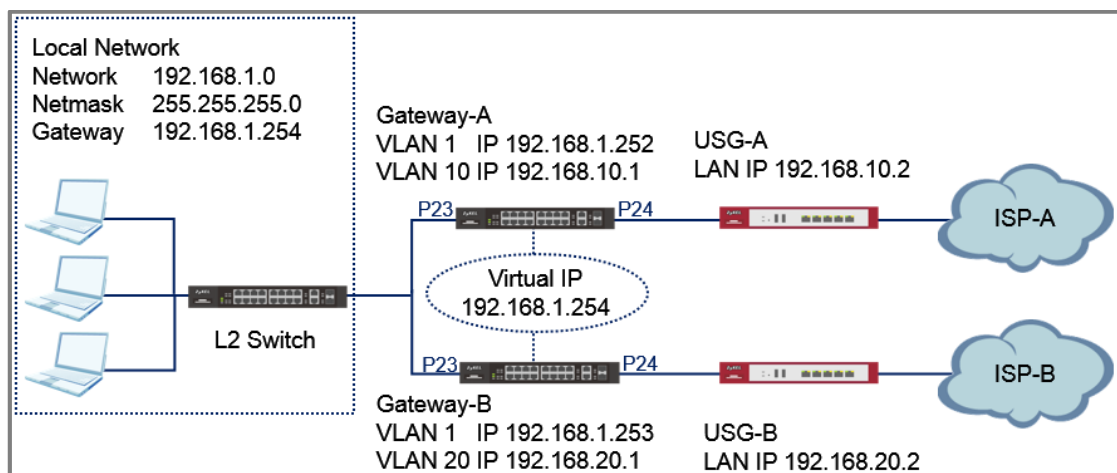 Local Network
Network 192.168.1.0
Netmask 255.255.255.0
Gateway 192.168.1.254
L2 Switch
Gateway-A
VLAN 1 IP 192.168.1.252
VLAN 10 IP 192.168.10.1
P23
P24
USG-A
LAN IP 192.168.10.2
ISP-A
Virtual IP
192.168.1.254
P23
P24
Gateway-B
VLAN 1 IP 192.168.1.253
VLAN 20 IP 192.168.20.1
USG-B
LAN IP 192.168.20.2
ISP-B